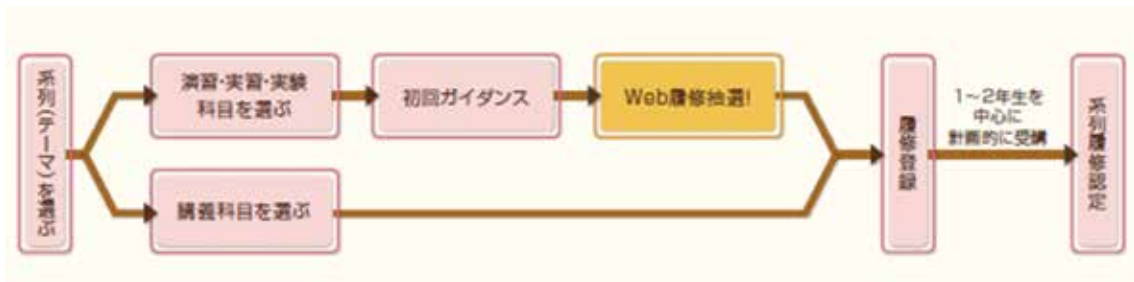 系列(テーマ)を選ぶ
演習・実習・実験
科目を選ぶ
初回ガイダンス
Web履修抽選!
講義科目を選ぶ
履修登録
1～2年生を
中心に
計画的に受講
系列履修認定